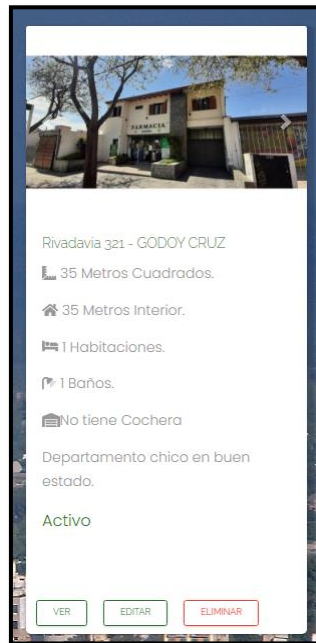 FARMACIA
Rivadavia 321 - GODOY CRUZ
35 Metros Cuadrados.
35 Metros Interior.
1 Habitaciones.
1 Baños.
No tiene Cochera
Departamento chico en buen
estado.
Activo
VER EDITAR ELIMINAR